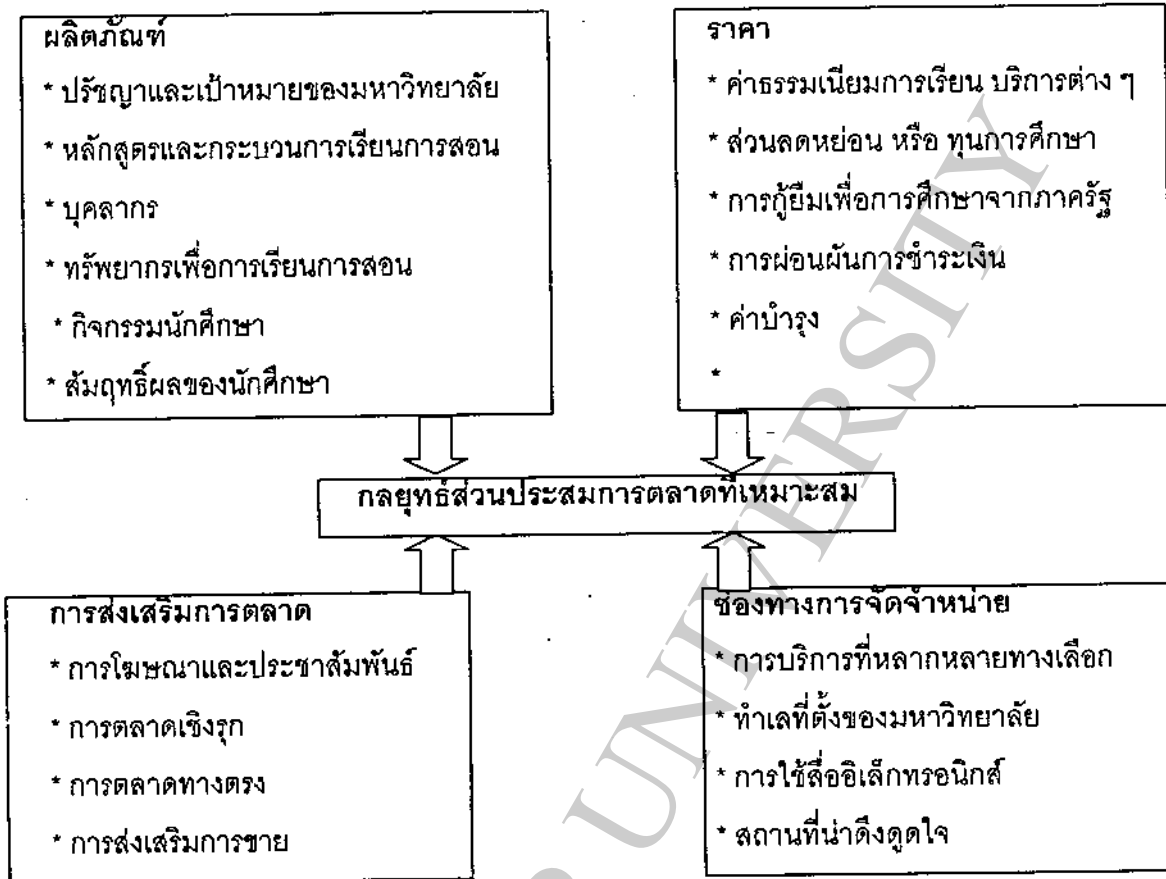 ผลิตภัณฑ์
* ปรัชญาและเป้าหมายของมหาวิทยาลัย
* หลักสูตรและกระบวนการเรียนการสอน
* บุคลากร
* ทรัพยากรเพื่อการเรียนการสอน
* กิจกรรมนักศึกษา
* สัมฤทธิ์ผลของนักศึกษา
ราคา
* ค่าธรรมเนียมการเรียน บริการต่าง ๆ
* ส่วนลดหย่อน หรือ ทุนการศึกษา
* การกู้ยืมเพื่อการศึกษาจากภาครัฐ
* การผ่อนผันการชำระเงิน
* ค่าบำรุง
*
กลยุทธ์ส่วนประสมการตลาดที่เหมาะสม
การส่งเสริมการตลาด
* การโฆษณาและประชาสัมพันธ์
* การตลาดเชิงรุก
* การตลาดทางตรง
* การส่งเสริมการขาย
ช่องทางการจัดจำหน่าย
* การบริการที่หลากหลายทางเลือก
* ทำเลที่ตั้งของมหาวิทยาลัย
* การใช้สื่ออิเล็กทรอนิกส์
* สถานที่น่าดึงดูดใจ
UNIVERSITY